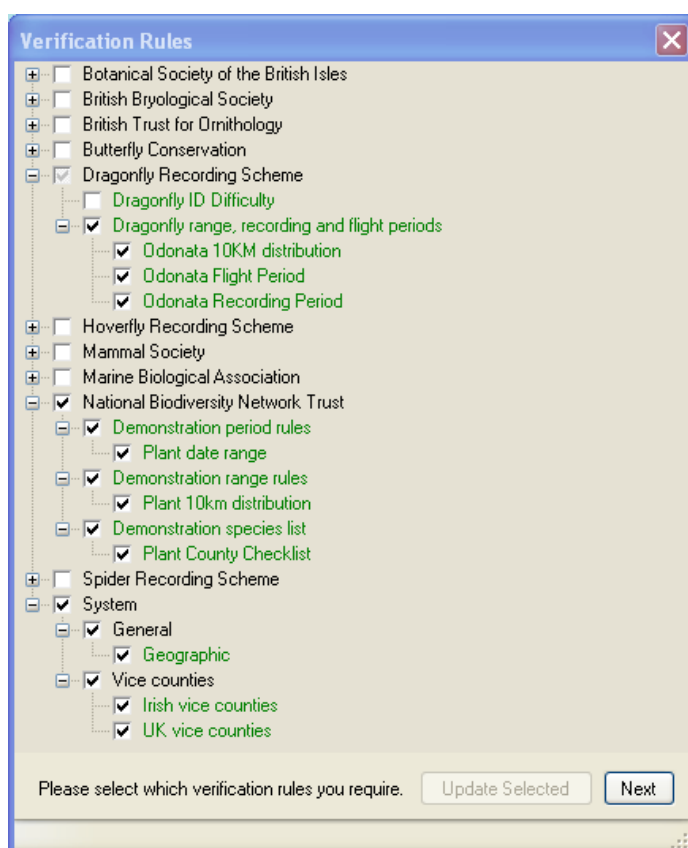 Verification Rules
Botanical Society of the British Isles
British Bryological Society
British Trust for Ornithology
Butterfly Conservation
Dragonfly Recording Scheme
Dragonfly ID Difficulty
Dragonfly range, recording and flight periods
Odonata 10KM distribution
Odonata Flight Period
Odonata Recording Period
Hoverfly Recording Scheme
Mammal Society
Marine Biological Association
National Biodiversity Network Trust
Demonstration period rules
Plant date range
Demonstration range rules
Plant 10km distribution
Demonstration species list
Plant County Checklist
Spider Recording Scheme
System
General
Geographic
Vice counties
Irish vice counties
UK vice counties
Please select which verification rules you require. Update Selected Next